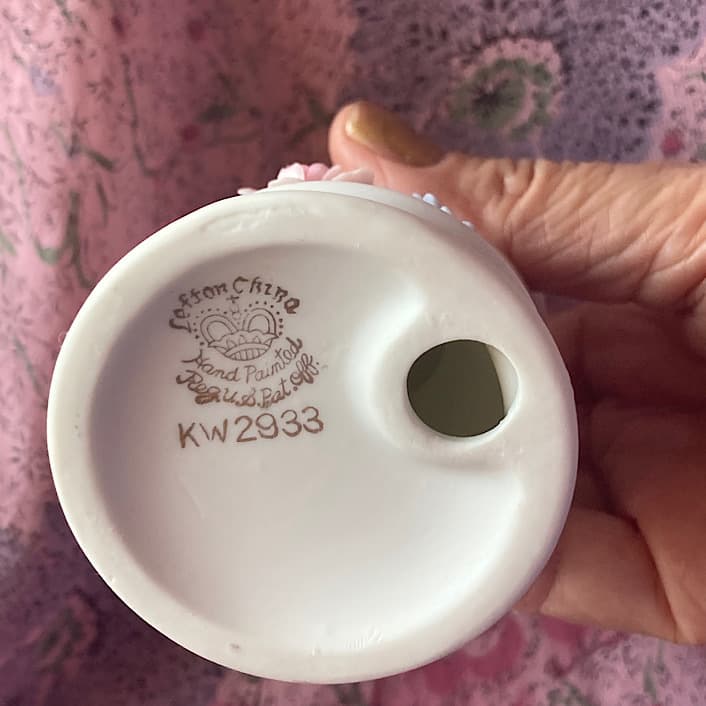 Lefton China
Hand Painted
Reg. U.S. Pat. Off.
KW2933